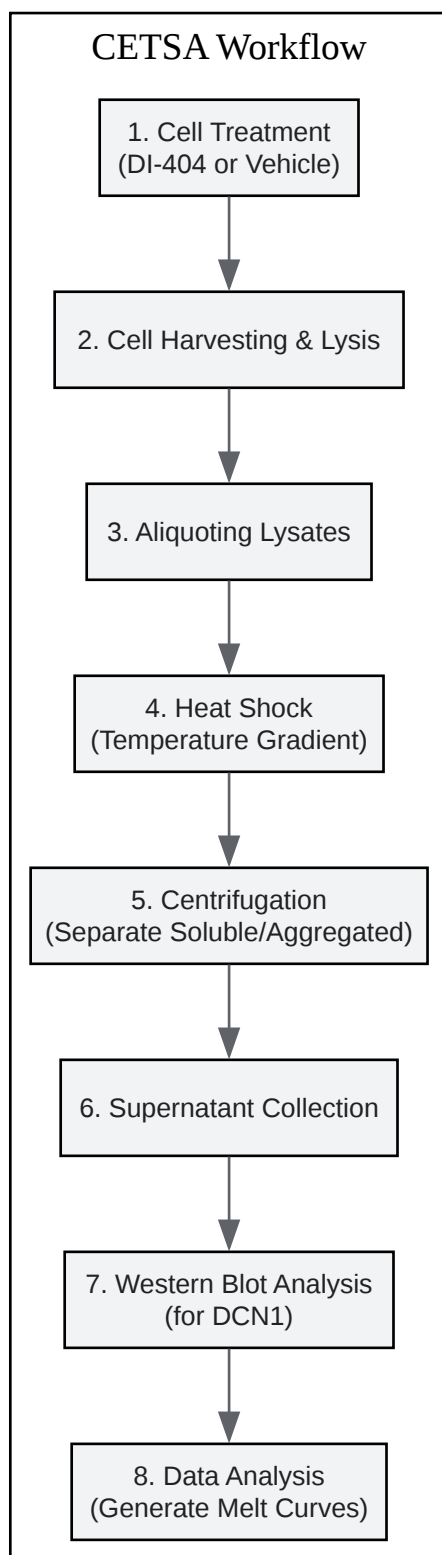 CETSA Workflow
1. Cell Treatment
(DI-404 or Vehicle)
2. Cell Harvesting & Lysis
3. Aliquoting Lysates
4. Heat Shock
(Temperature Gradient)
5. Centrifugation
(Separate Soluble/Aggregated)
6. Supernatant Collection
7. Western Blot Analysis
(for DCN1)
8. Data Analysis
(Generate Melt Curves)